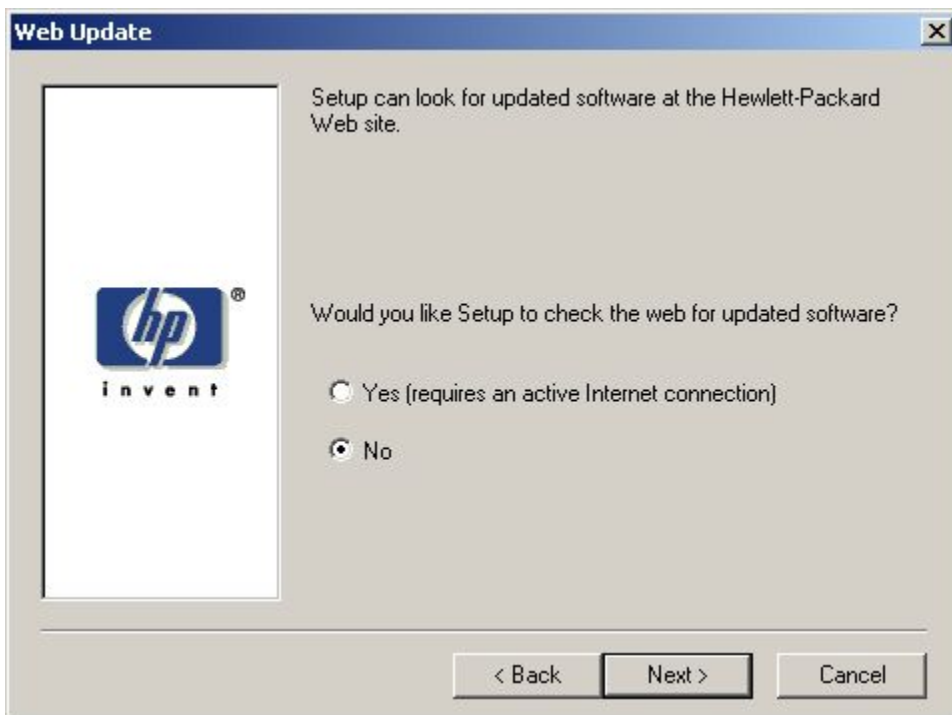 Web Update
Setup can look for updated software at the Hewlett-Packard
Web site.
hp
®
invent
Would you like Setup to check the web for updated software?
Yes (requires an active Internet connection)
No
< Back
Next >
Cancel